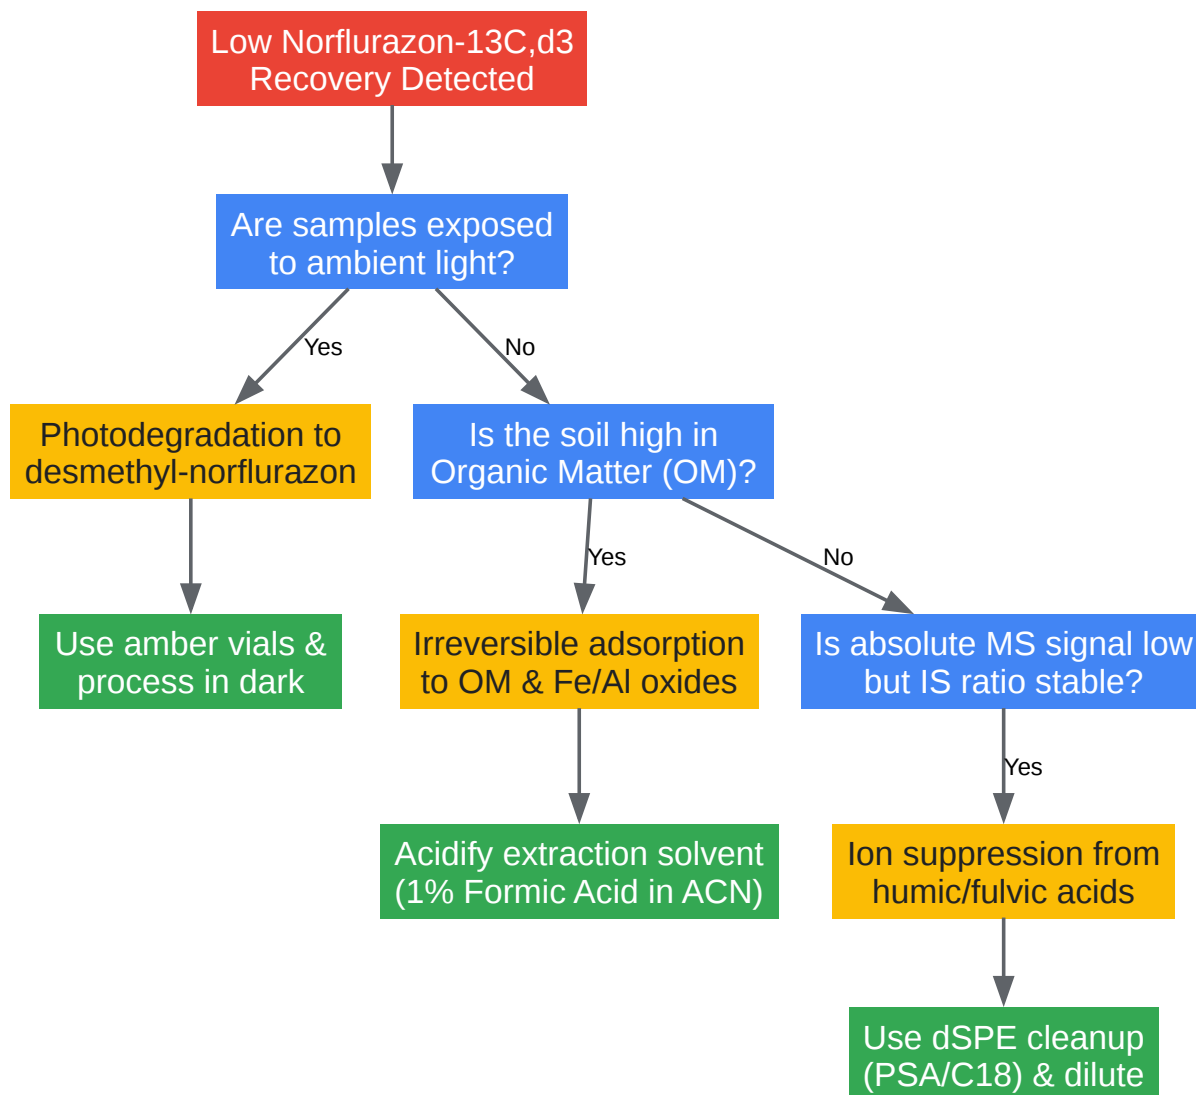 Low Norflurazon-13C,d3
Recovery Detected
Are samples exposed
to ambient light?
Yes
No
Photodegradation to
desmethyl-norflurazon
Is the soil high in
Organic Matter (OM)?
Yes
No
Use amber vials &
process in dark
Irreversible adsorption
to OM & Fe/Al oxides
Is absolute MS signal low
but IS ratio stable?
Yes
Acidify extraction solvent
(1% Formic Acid in ACN)
Ion suppression from
humic/fulvic acids
Use dSPE cleanup
(PSA/C18) & dilute